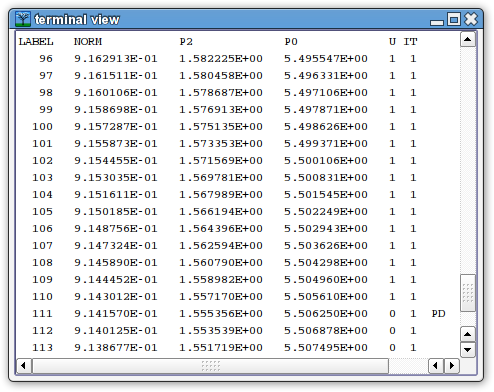 terminal view
LABEL NORM P2 P0 U IT
96 9.162913E-01 1.582225E+00 5.495547E+00 1 1
97 9.161511E-01 1.580458E+00 5.496331E+00 1 1
98 9.160106E-01 1.578687E+00 5.497106E+00 1 1
99 9.158698E-01 1.576913E+00 5.497871E+00 1 1
100 9.157287E-01 1.575135E+00 5.498626E+00 1 1
101 9.155873E-01 1.573353E+00 5.499371E+00 1 1
102 9.154455E-01 1.571569E+00 5.500106E+00 1 1
103 9.153035E-01 1.569781E+00 5.500831E+00 1 1
104 9.151611E-01 1.567989E+00 5.501545E+00 1 1
105 9.150185E-01 1.566194E+00 5.502249E+00 1 1
106 9.148756E-01 1.564396E+00 5.502943E+00 1 1
107 9.147324E-01 1.562594E+00 5.503626E+00 1 1
108 9.145890E-01 1.560790E+00 5.504298E+00 1 1
109 9.144452E-01 1.558982E+00 5.504960E+00 1 1
110 9.143012E-01 1.557170E+00 5.505610E+00 1 1
111 9.141570E-01 1.555356E+00 5.506250E+00 0 1 PD
112 9.140125E-01 1.553539E+00 5.506878E+00 0 1
113 9.138677E-01 1.551719E+00 5.507495E+00 0 1